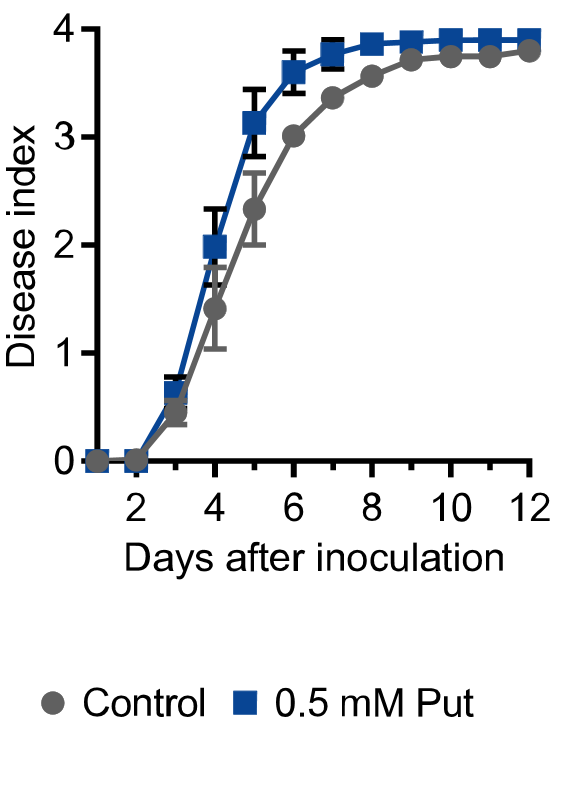 4
3
2
1
0
Disease index
2 4 6 8 10 12
Days after inoculation
Control 0.5 mM Put